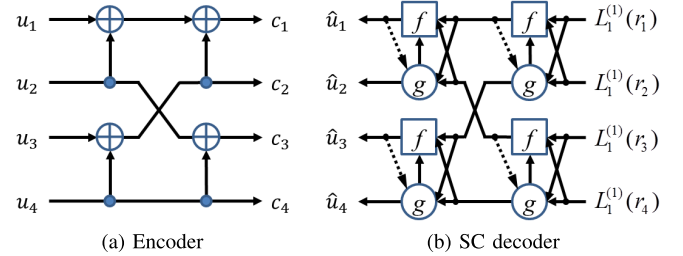 u₁ c₁ û₁ f f L₁⁽¹⁾(r₁)
u₂ c₂ û₂ g g L₁⁽¹⁾(r₂)
u₃ c₃ û₃ f f L₁⁽¹⁾(r₃)
u₄ c₄ û₄ g g L₁⁽¹⁾(r₄)
(a) Encoder (b) SC decoder